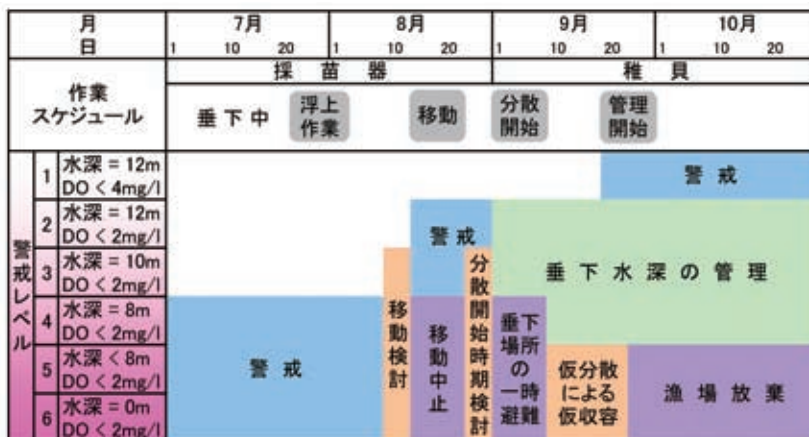 月 7月 8月 9月 10月
日 1 10 20 1 10 20 1 10 20 1 10 20
作業
スケジュール
採苗器 稚貝
垂下中
浮上
作業
移動
分散
開始
管理
開始
警戒レベル
1 水深 = 12m
DO < 4mg/l
2 水深 = 12m
DO < 2mg/l
3 水深 = 10m
DO < 2mg/l
4 水深 = 8m
DO < 2mg/l
5 水深 < 8m
DO < 2mg/l
6 水深 = 0m
DO < 2mg/l
警戒
警戒
垂下水深の管理
警戒
移動検討
移動中止
分散開始時期検討
垂下
場所
の一時
避難
仮分散
による
仮収容
漁場放棄